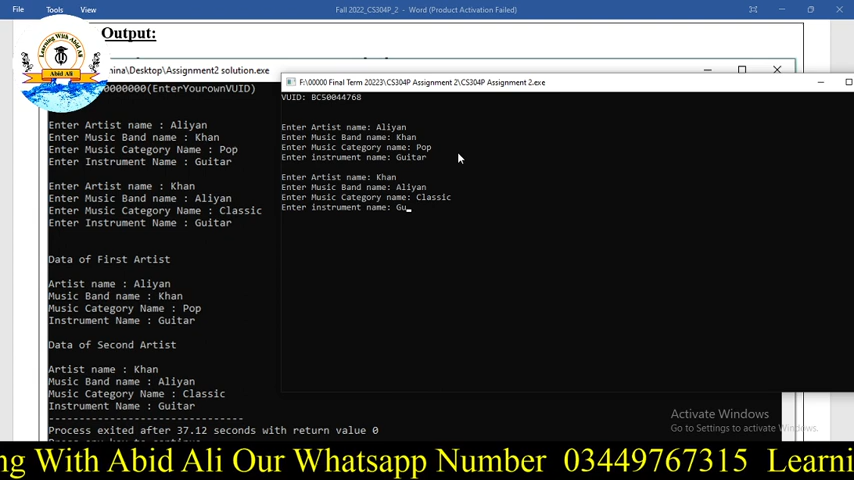 File Tools View Fall 2022_CS304P_2 - Word (Product Activation Failed)
Output:
Learning With Abid Ali
Abid Ali
hina\Desktop\Assignment2 solution.exe
0000000(EnterYourownVUID)
Enter Artist name : Aliyan
Enter Music Band name : Khan
Enter Music Category Name : Pop
Enter Instrument Name : Guitar
Enter Artist name : Khan
Enter Music Band name : Aliyan
Enter Music Category Name : Classic
Enter Instrument Name : Guitar
Data of First Artist
Artist name : Aliyan
Music Band name : Khan
Music Category Name : Pop
Instrument Name : Guitar
Data of Second Artist
Artist name : Khan
Music Band name : Aliyan
Music Category Name : Classic
Instrument Name : Guitar
--------------------------------
Process exited after 37.12 seconds with return value 0
F:\00000 Final Term 20223\CS304P Assignment 2\CS304P Assignment 2.exe
VUID: BC50044768
Enter Artist name: Aliyan
Enter Music Band name: Khan
Enter Music Category name: Pop
Enter instrument name: Guitar
Enter Artist name: Khan
Enter Music Band name: Aliyan
Enter Music Category name: Classic
Enter instrument name: Gu_
Activate Windows
Go to Settings to activate Windows.
ng With Abid Ali Our Whatsapp Number 03449767315 Learni